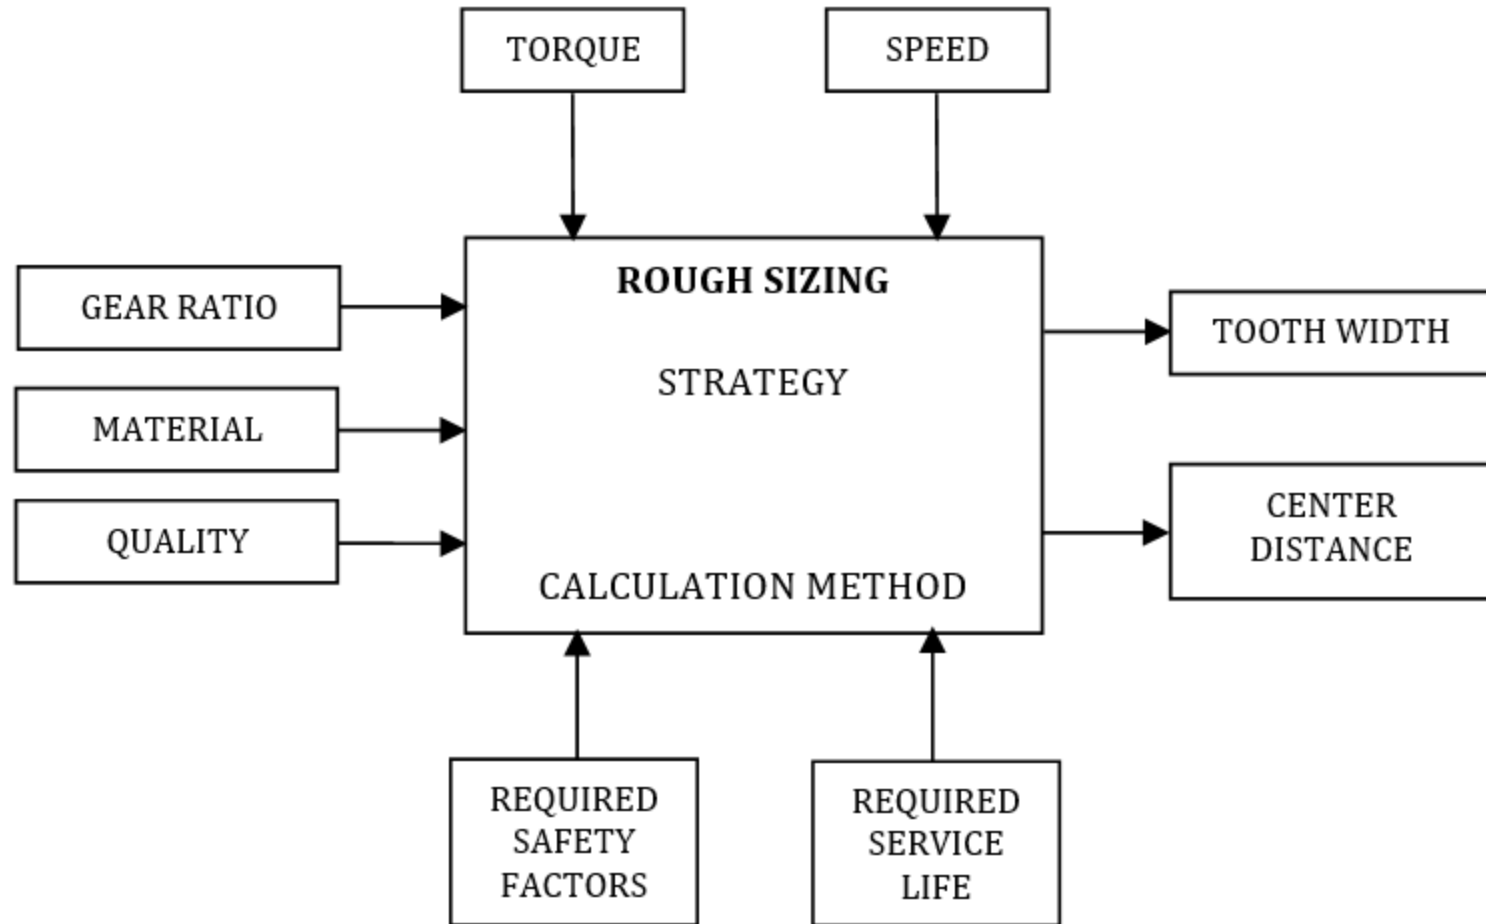 TORQUE
SPEED
GEAR RATIO
MATERIAL
QUALITY
ROUGH SIZING
STRATEGY
CALCULATION METHOD
TOOTH WIDTH
CENTER
DISTANCE
REQUIRED
SAFETY
FACTORS
REQUIRED
SERVICE
LIFE